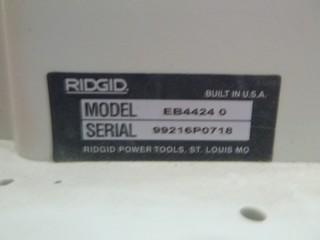 RIDGID
BUILT IN U.S.A.
MODEL EB4424 0
SERIAL 99216P0718
RIDGID POWER TOOLS, ST. LOUIS MO